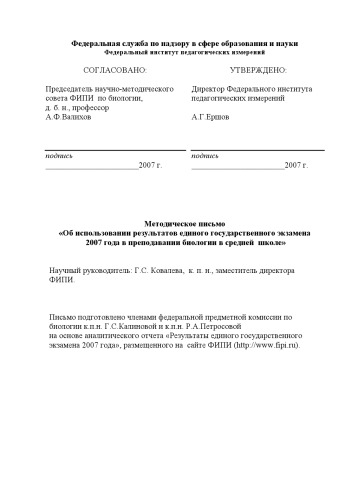 Федеральная служба по надзору в сфере образования и науки
Федеральный институт педагогических измерений
СОГЛАСОВАНО:
Председатель научно-методического
совета ФИПИ по биологии,
д. б. н., профессор
А.Ф.Валихов
подпись
________________________2007 г.
УТВЕРЖДЕНО:
Директор Федерального института
педагогических измерений
А.Г.Ершов
подпись
________________________2007 г.
Методическое письмо
«Об использовании результатов единого государственного экзамена
2007 года в преподавании биологии в средней школе»
Научный руководитель: Г.С. Ковалева, к. п. н., заместитель директора
ФИПИ.
Письмо подготовлено членами федеральной предметной комиссии по
биологии к.п.н. Г.С.Калиновой и к.п.н. Р.А.Петросовой
на основе аналитического отчета «Результаты единого государственного
экзамена 2007 года», размещенного на сайте ФИПИ (http://www.fipi.ru).